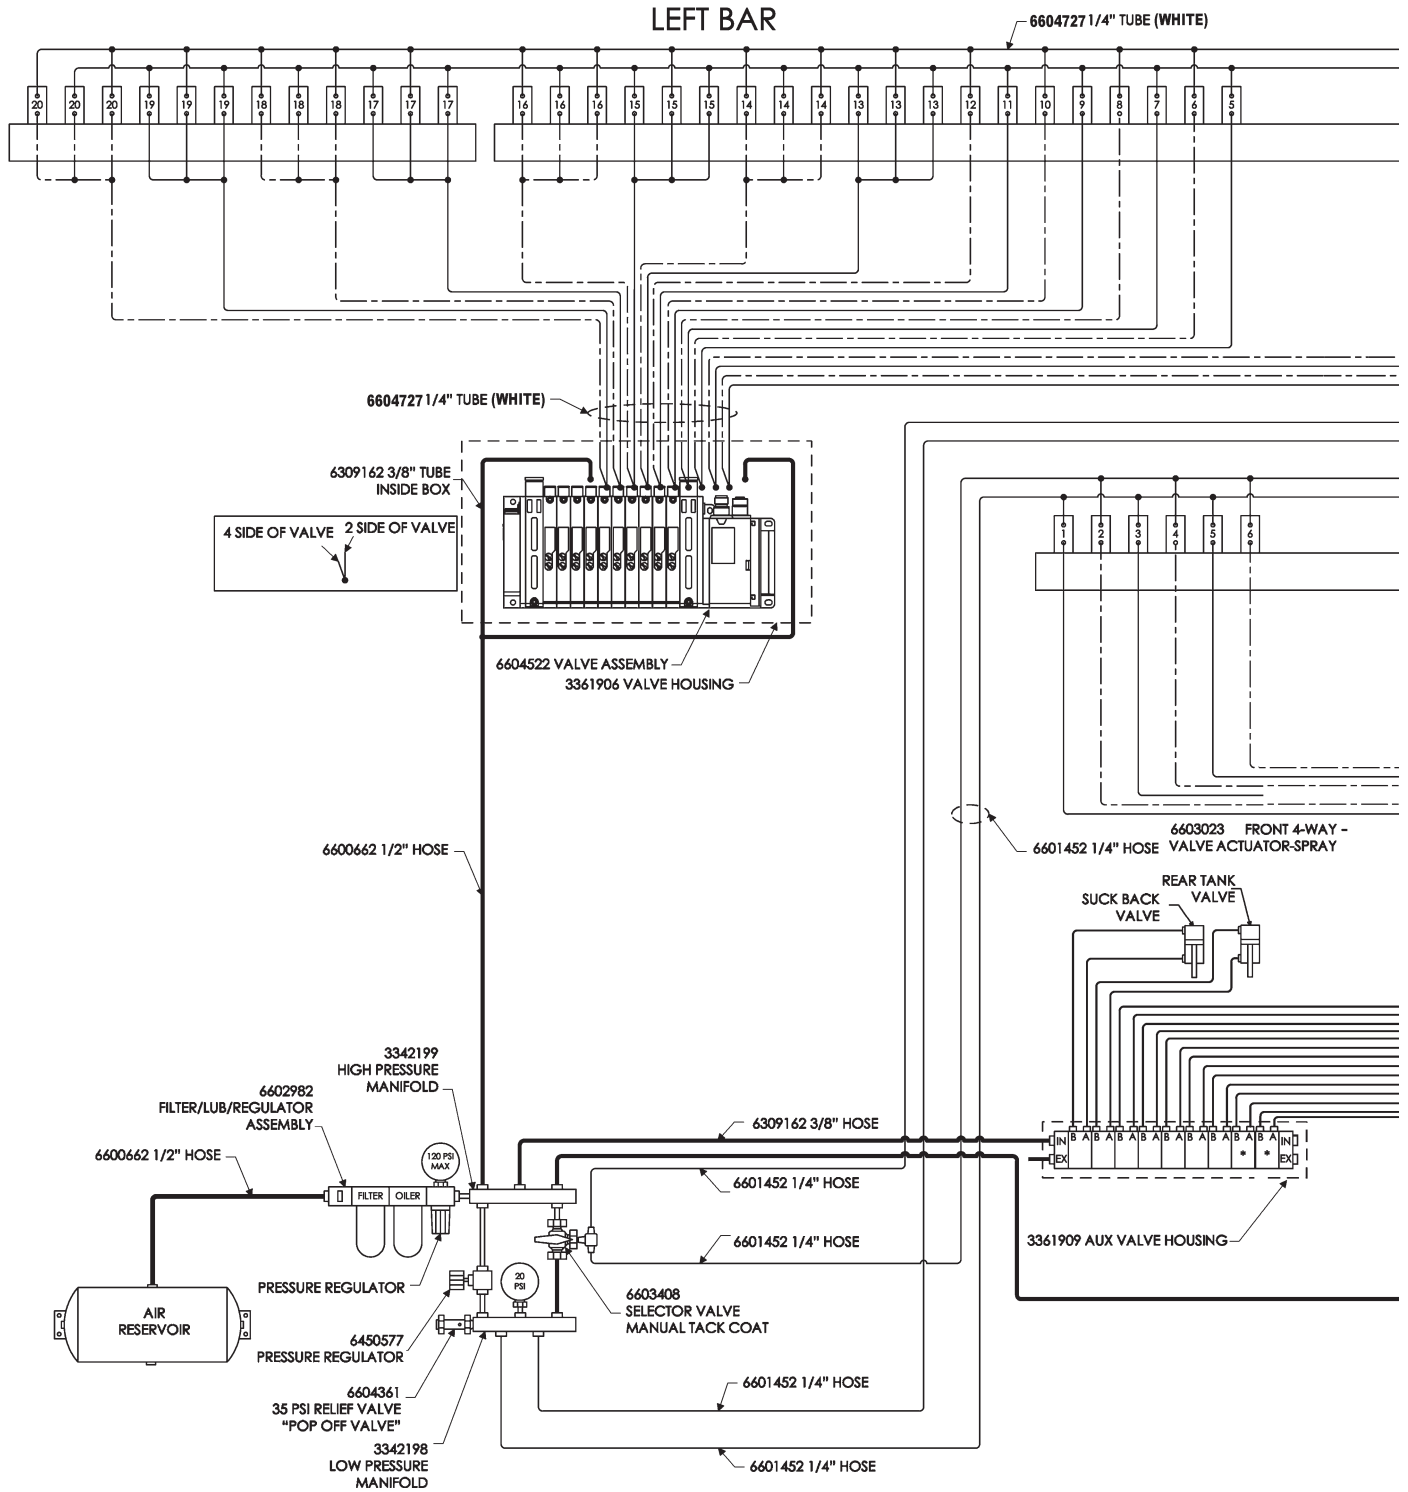 LEFT BAR
6604727 1/4" TUBE (WHITE)
20 20 20 19 19 19 18 18 18 17 17 17 16 16 16 15 15 15 14 14 14 13 13 13 12 11 10 9 8 7 6 5
6604727 1/4" TUBE (WHITE)
6309162 3/8" TUBE
INSIDE BOX
4 SIDE OF VALVE
2 SIDE OF VALVE
6604522 VALVE ASSEMBLY
3361906 VALVE HOUSING
1 2 3 4 5 6
6600662 1/2" HOSE
6601452 1/4" HOSE
6603023 FRONT 4-WAY -
VALVE ACTUATOR-SPRAY
SUCK BACK
VALVE
REAR TANK
VALVE
3342199
HIGH PRESSURE
MANIFOLD
6602982
FILTER/LUB/REGULATOR
ASSEMBLY
6600662 1/2" HOSE
120 PSI
MAX
FILTER
OILER
6309162 3/8" HOSE
IN B A B A B A B A B A B A B A B A B A IN
EX * * EX
6601452 1/4" HOSE
6601452 1/4" HOSE
3361909 AUX VALVE HOUSING
PRESSURE REGULATOR
20
PSI
6603408
SELECTOR VALVE
MANUAL TACK COAT
AIR
RESERVOIR
6450577
PRESSURE REGULATOR
6604361
35 PSI RELIEF VALVE
"POP OFF VALVE"
6601452 1/4" HOSE
3342198
LOW PRESSURE
MANIFOLD
6601452 1/4" HOSE